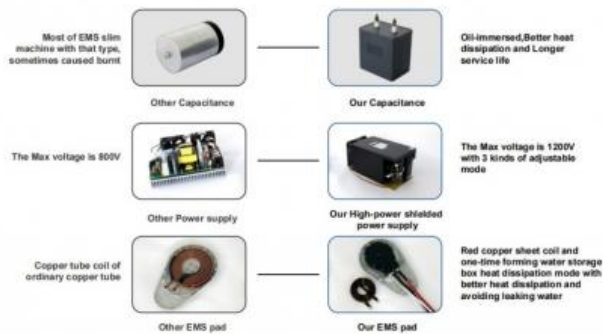 Most of EMS slim
machine with that type,
sometimes caused burnt
Other Capacitance
Our Capacitance
Oil-immersed,Better heat
dissipation and Longer
service life
The Max voltage is 800V
Other Power supply
Our High-power shielded
power supply
The Max voltage is 1200V
with 3 kinds of adjustable
mode
Copper tube coil of
ordinary copper tube
Other EMS pad
Our EMS pad
Red copper sheet coil and
one-time forming water storage
box heat dissipation mode with
better heat dissipation and
avoiding leaking water